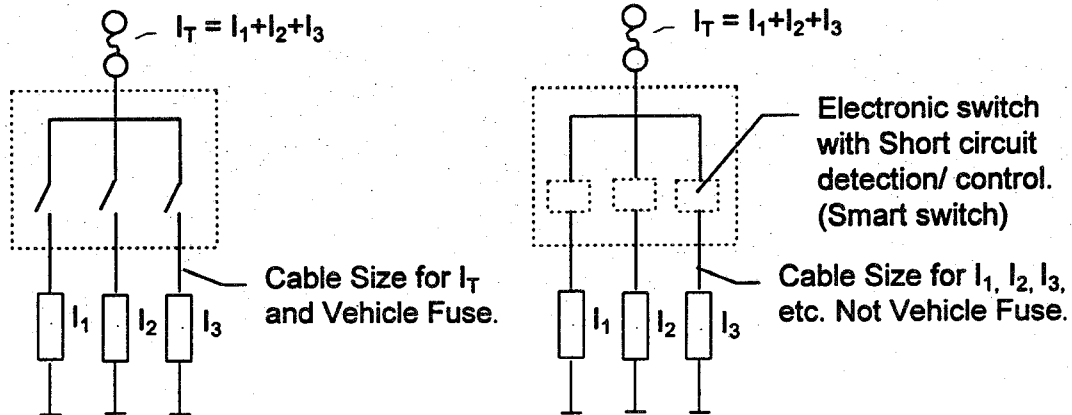 I_T = I_1+I_2+I_3
Cable Size for I_T
and Vehicle Fuse.
I_1
I_2
I_3
I_T = I_1+I_2+I_3
Electronic switch
with Short circuit
detection/ control.
(Smart switch)
Cable Size for I_1, I_2, I_3,
etc. Not Vehicle Fuse.
I_1
I_2
I_3